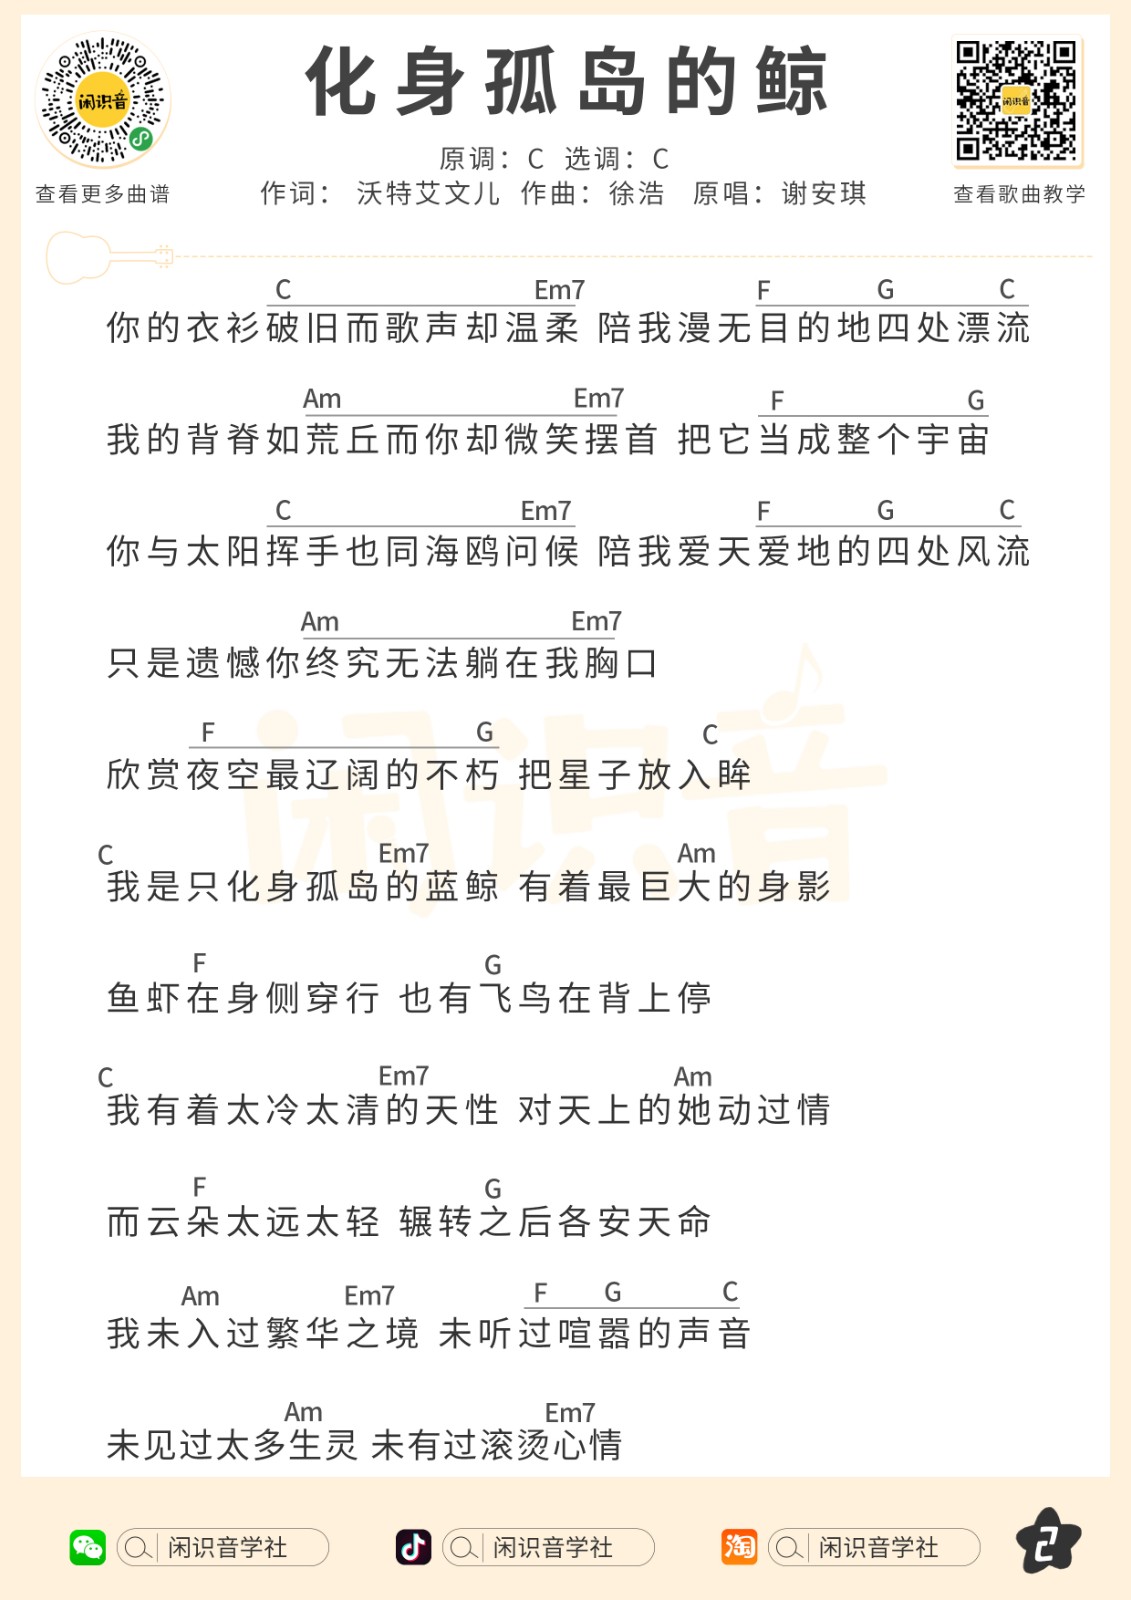 化身孤岛的鲸
闲识音
闲识音
原调：C 选调：C
查看更多曲谱
作词： 沃特艾文儿 作曲：徐浩 原唱：谢安琪
查看歌曲教学
C Em7 F G C
你的衣衫破旧而歌声却温柔 陪我漫无目的地四处漂流
Am Em7 F G
我的背脊如荒丘而你却微笑摆首 把它当成整个宇宙
C Em7 F G C
你与太阳挥手也同海鸥问候 陪我爱天爱地的四处风流
Am Em7
只是遗憾你终究无法躺在我胸口
F G C
欣赏夜空最辽阔的不朽 把星子放入眸
闲识音
C Em7 Am
我是只化身孤岛的蓝鲸 有着最巨大的身影
F G
鱼虾在身侧穿行 也有飞鸟在背上停
C Em7 Am
我有着太冷太清的天性 对天上的她动过情
F G
而云朵太远太轻 辗转之后各安天命
Am Em7 F G C
我未入过繁华之境 未听过喧嚣的声音
Am Em7
未见过太多生灵 未有过滚烫心情
闲识音学社 闲识音学社 淘 闲识音学社 2